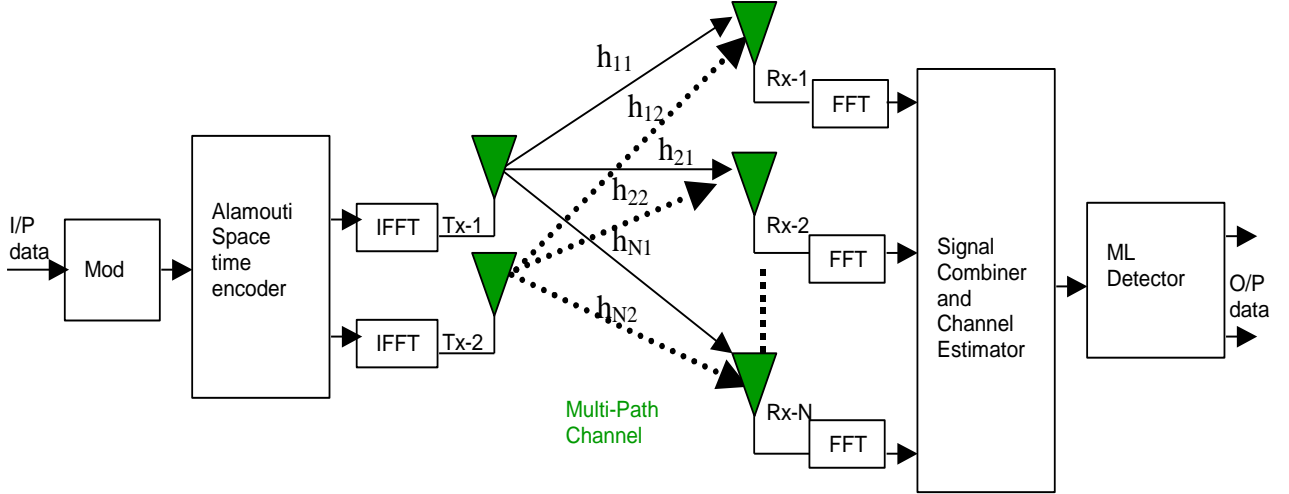 I/P
data
Mod
Alamouti
Space
time
encoder
IFFT
Tx-1
IFFT
Tx-2
h11
h12
h21
h22
hN1
hN2
Multi-Path
Channel
Rx-1
FFT
Rx-2
FFT
Rx-N
FFT
Signal
Combiner
and
Channel
Estimator
ML
Detector
O/P
data